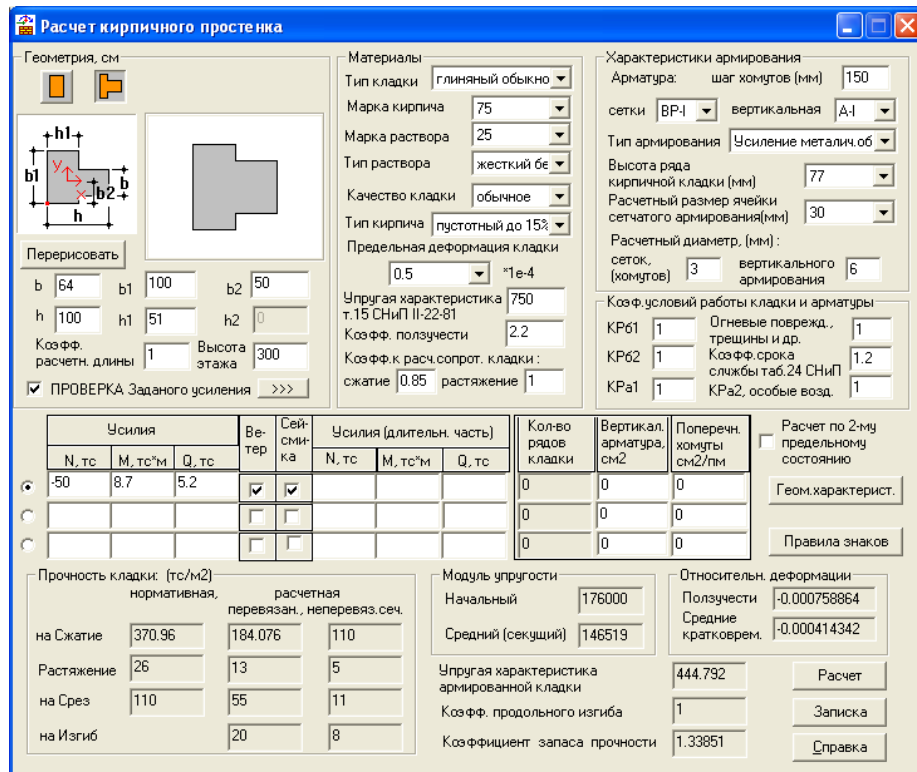 Расчет кирпичного простенка
Геометрия, см
h1
b1
y
x
b2
b
h
Перерисовать
b 64 b1 100 b2 50
h 100 h1 51 h2 0
Коэфф.
расчетн. длины 1 Высота
этажа 300
ПРОВЕРКА Заданого усиления >>>
Материалы
Тип кладки глиняный обыкно
Марка кирпича 75
Марка раствора 25
Тип раствора жесткий бе
Качество кладки обычное
Тип кирпича пустотный до 15%
Предельная деформация кладки
0.5 *1e-4
Упругая характеристика 750
т.15 СНиП II-22-81
Коэфф. ползучести 2.2
Коэфф.к расч.сопрот. кладки :
сжатие 0.85 растяжение 1
Характеристики армирования
Арматура: шаг хомутов (мм) 150
сетки BP-I вертикальная A-I
Тип армирования Усиление металич.об
Высота ряда
кирпичной кладки (мм) 77
Расчетный размер ячейки
сетчатого армирования(мм) 30
Расчетный диаметр, (мм) :
сеток,
(хомутов) 3 вертикального
армирования 6
Коэф.условий работы кладки и арматуры
КРб1 1 Огневые поврежд.,
трещины и др. 1
КРб2 1 Коэфф.срока
службы таб.24 СНиП 1.2
КРа1 1 КРа2, особые возд. 1
Усилия Ве-
тер Сей-
сми-
ка Усилия (длительн. часть) Кол-во
рядов
кладки Вертикал.
арматура,
см2 Поперечн.
хомуты
см2/пм
N, тс M, тс*м Q, тс N, тс M, тс*м Q, тс
-50 8.7 5.2 0 0 0
0 0 0
0 0 0
Расчет по 2-му
предельному
состоянию
Геом.характерист.
Правила знаков
Прочность кладки: (тс/м2)
нормативная, расчетная
перевязан., неперевяз.сеч.
на Сжатие 370.96 184.076 110
Растяжение 26 13 5
на Срез 110 55 11
на Изгиб 20 8
Модуль упругости
Начальный 176000
Средний (секущий) 146519
Относительн. деформации
Ползучести -0.000758864
Средние
кратковрем. -0.000414342
Упругая характеристика
армированной кладки 444.792
Коэфф. продольного изгиба 1
Коэффициент запаса прочности 1.33851
Расчет
Записка
Справка